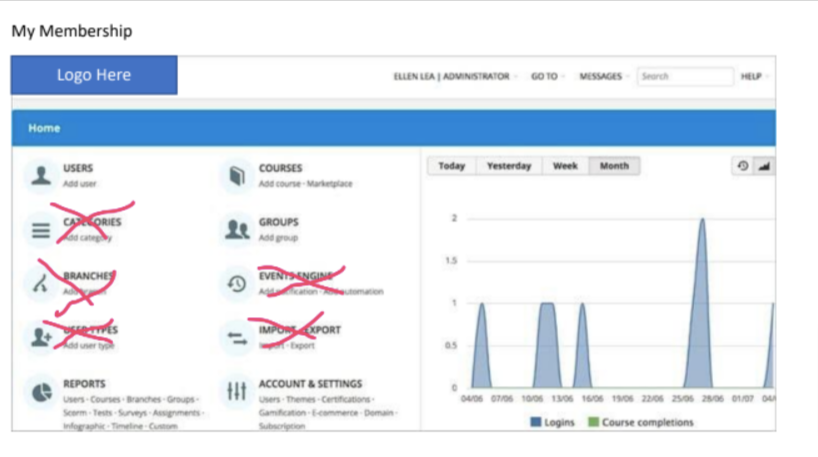 My Membership
Logo Here
ELLEN LEA | ADMINISTRATOR GO TO MESSAGES Search HELP
Home
USERS
Add user
COURSES
Add course · Marketplace
CATEGORIES
Add category
GROUPS
Add group
BRANCHES
Add branch
EVENTS ENGINE
Add notification · Add automation
USER TYPES
Add user type
IMPORT - EXPORT
Import · Export
REPORTS
Users · Courses · Branches · Groups ·
Scorm · Tests · Surveys · Assignments ·
Infographic · Timeline · Custom
ACCOUNT & SETTINGS
Users · Themes · Certifications ·
Gamification · E-commerce · Domain ·
Subscription
Today Yesterday Week Month
2
1.5
1
0.5
0
04/06 07/06 10/06 13/06 16/06 19/06 22/06 25/06 28/06 01/07 04/
Logins Course completions